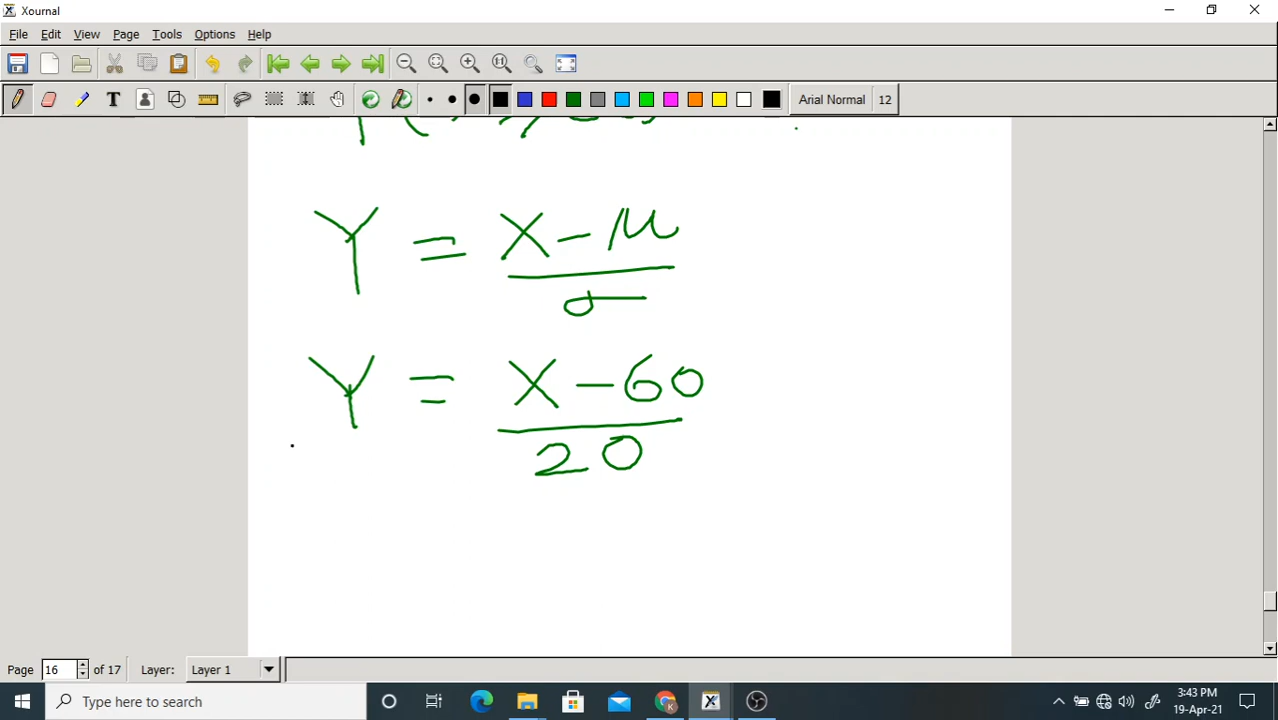 Xournal
File Edit View Page Tools Options Help
Arial Normal 12
Y = X - μ
σ
Y = X - 60
20
Page 16 of 17 Layer: Layer 1
Type here to search
3:43 PM
19-Apr-21